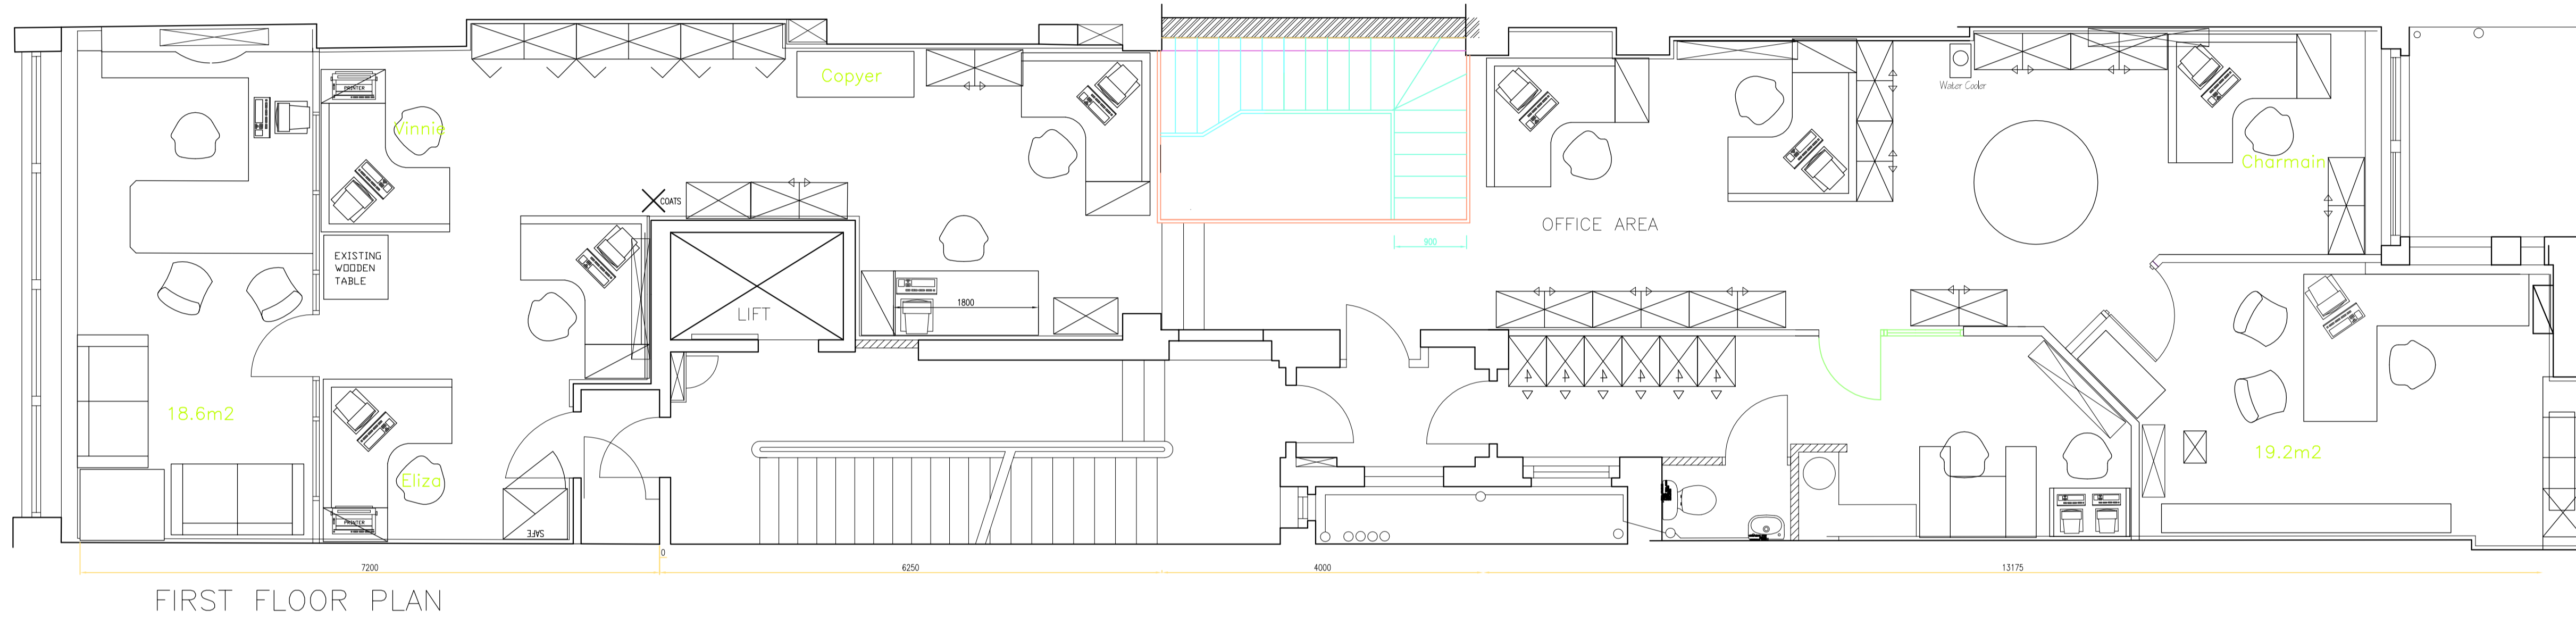 Copyer
PRINTER
Vinnie
Water Cooler
Charmain
COATS
OFFICE AREA
900
EXISTING
WOODEN
TABLE
1800
LIFT
18.6m2
19.2m2
Eliza
PRINTER
SAFE
0
7200
6250
4000
13175
FIRST FLOOR PLAN